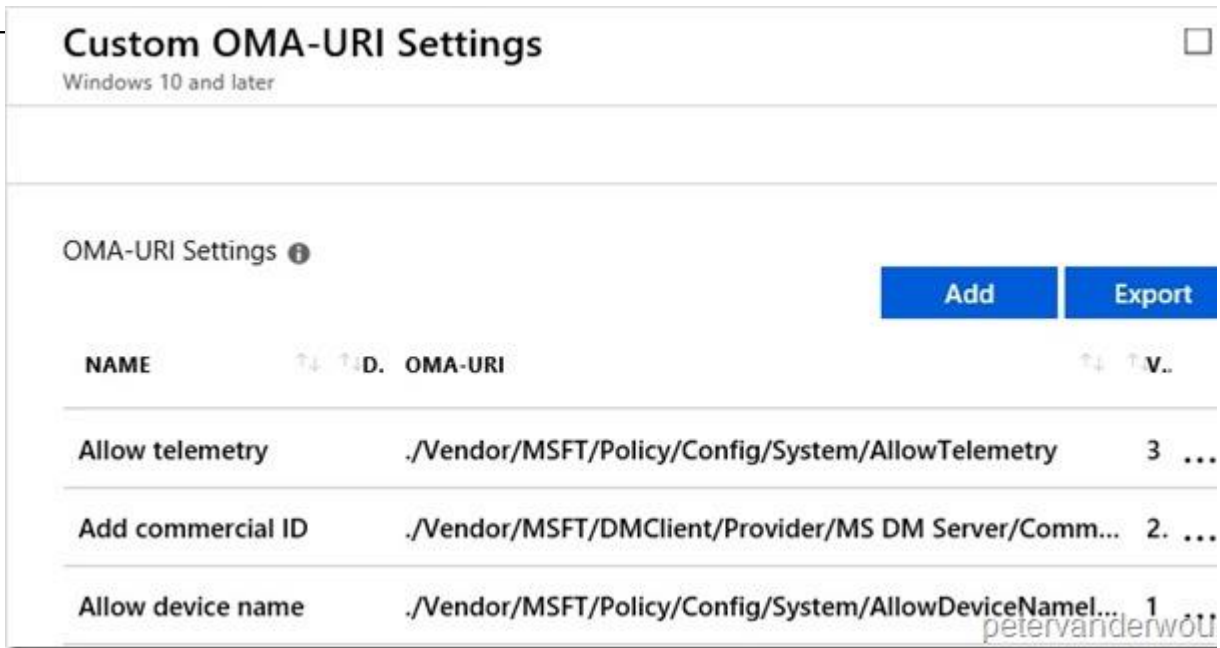 Custom OMA-URI Settings
Windows 10 and later
OMA-URI Settings
Add Export
NAME D. OMA-URI V..
Allow telemetry ./Vendor/MSFT/Policy/Config/System/AllowTelemetry 3 ...
Add commercial ID ./Vendor/MSFT/DMClient/Provider/MS DM Server/Comm... 2. ...
Allow device name ./Vendor/MSFT/Policy/Config/System/AllowDeviceNameI... 1 ...
petervanderwou